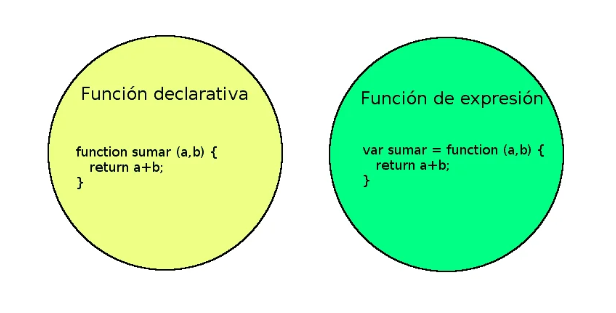 Función declarativa
function sumar (a,b) {
return a+b;
}
Función de expresión
var sumar = function (a,b) {
return a+b;
}